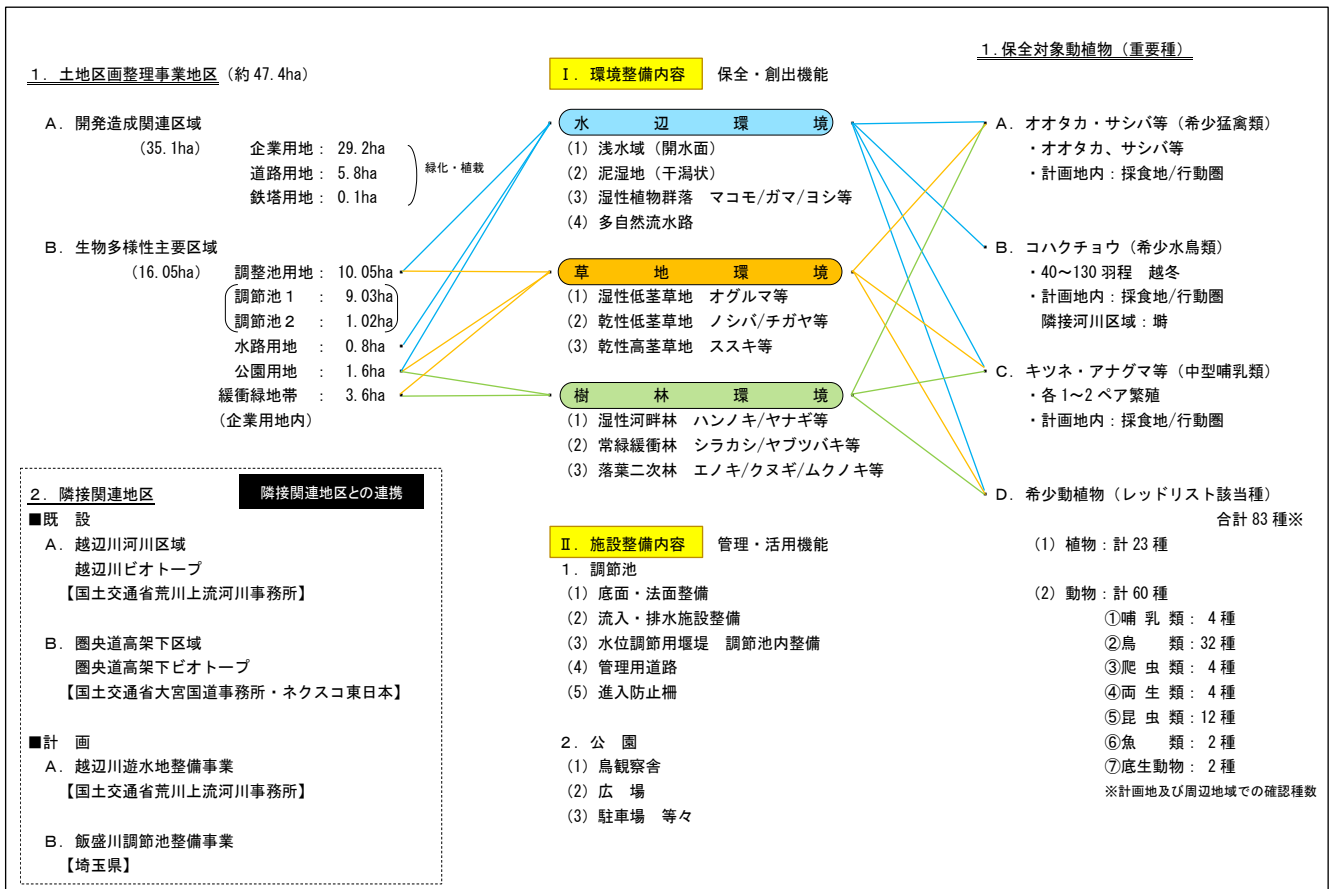 1. 土地区画整理事業地区（約47.4ha）
A. 開発造成関連区域
（35.1ha）
企業用地： 29.2ha
道路用地： 5.8ha
鉄塔用地： 0.1ha
緑化・植栽
B. 生物多様性主要区域
（16.05ha）
調整池用地： 10.05ha
調節池1 ： 9.03ha
調節池2 ： 1.02ha
水路用地 ： 0.8ha
公園用地 ： 1.6ha
緩衝緑地帯 ： 3.6ha
（企業用地内）
2. 隣接関連地区
隣接関連地区との連携
■既 設
A. 越辺川河川区域
越辺川ビオトープ
【国土交通省荒川上流河川事務所】
B. 圏央道高架下区域
圏央道高架下ビオトープ
【国土交通省大宮国道事務所・ネクスコ東日本】
■計 画
A. 越辺川遊水地整備事業
【国土交通省荒川上流河川事務所】
B. 飯盛川調節池整備事業
【埼玉県】
Ⅰ. 環境整備内容 保全・創出機能
水辺環境
(1) 浅水域（開水面）
(2) 泥湿地（干潟状）
(3) 湿性植物群落 マコモ/ガマ/ヨシ等
(4) 多自然流水路
草地環境
(1) 湿性低茎草地 オグルマ等
(2) 乾性低茎草地 ノシバ/チガヤ等
(3) 乾性高茎草地 ススキ等
樹林環境
(1) 湿性河畔林 ハンノキ/ヤナギ等
(2) 常緑緩衝林 シラカシ/ヤブツバキ等
(3) 落葉二次林 エノキ/クヌギ/ムクノキ等
Ⅱ. 施設整備内容 管理・活用機能
1. 調節池
(1) 底面・法面整備
(2) 流入・排水施設整備
(3) 水位調節用堰堤 調節池内整備
(4) 管理用道路
(5) 進入防止柵
2. 公 園
(1) 鳥観察舎
(2) 広 場
(3) 駐車場 等々
1. 保全対象動植物（重要種）
A. オオタカ・サシバ等（希少猛禽類）
・オオタカ、サシバ等
・計画地内：採食地/行動圏
B. コハクチョウ（希少水鳥類）
・40～130羽程 越冬
・計画地内：採食地/行動圏
隣接河川区域：塒
C. キツネ・アナグマ等（中型哺乳類）
・各1～2ペア繁殖
・計画地内：採食地/行動圏
D. 希少動植物（レッドリスト該当種）
合計83種※
(1) 植物：計23種
(2) 動物：計60種
①哺乳類： 4種
②鳥 類：32種
③爬虫類： 4種
④両生類： 4種
⑤昆虫類：12種
⑥魚 類： 2種
⑦底生動物： 2種
※計画地及び周辺地域での確認種数